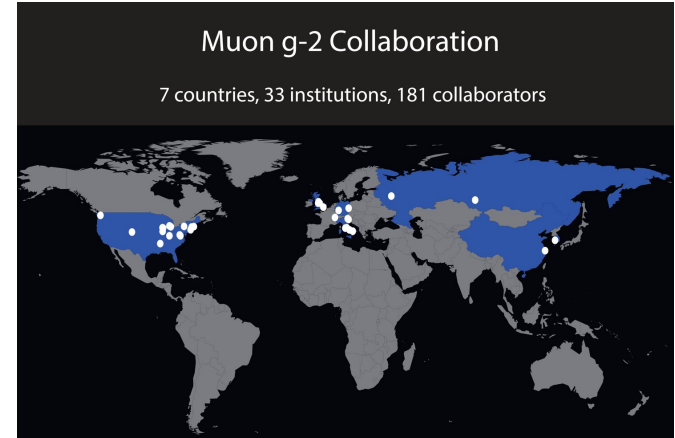 Muon g-2 Collaboration
7 countries, 33 institutions, 181 collaborators